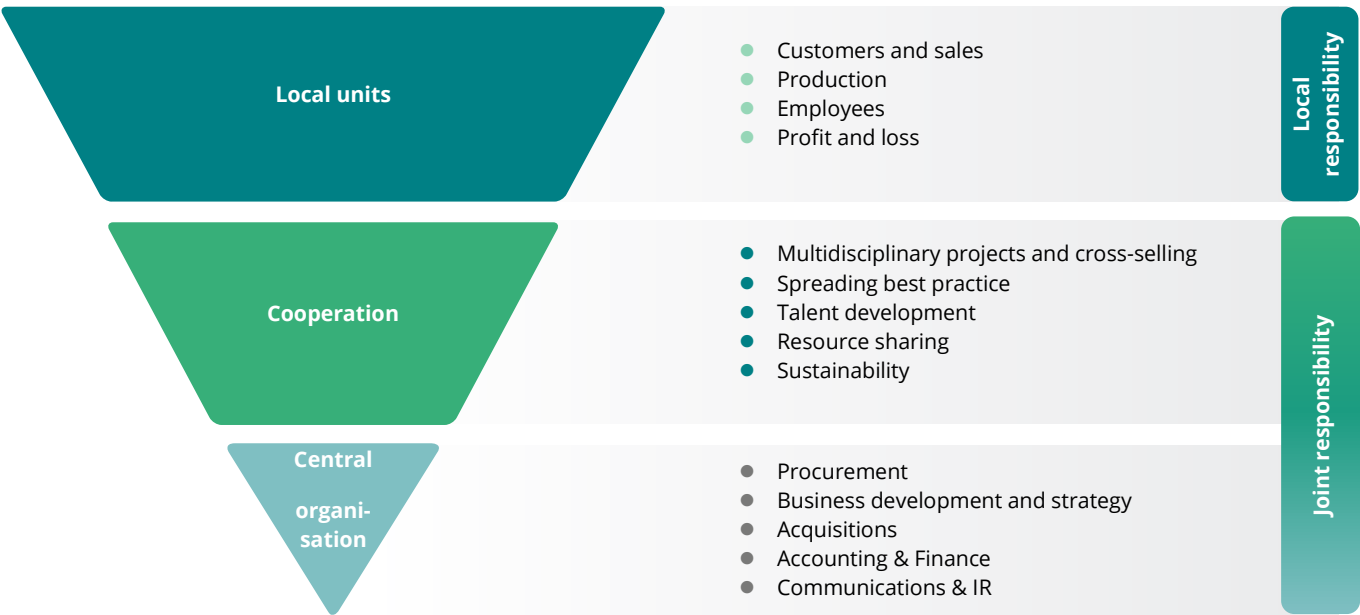 Local units
Customers and sales
Production
Employees
Profit and loss
Local
responsibility
Cooperation
Multidisciplinary projects and cross-selling
Spreading best practice
Talent development
Resource sharing
Sustainability
Joint responsibility
Central
organi-
sation
Procurement
Business development and strategy
Acquisitions
Accounting & Finance
Communications & IR